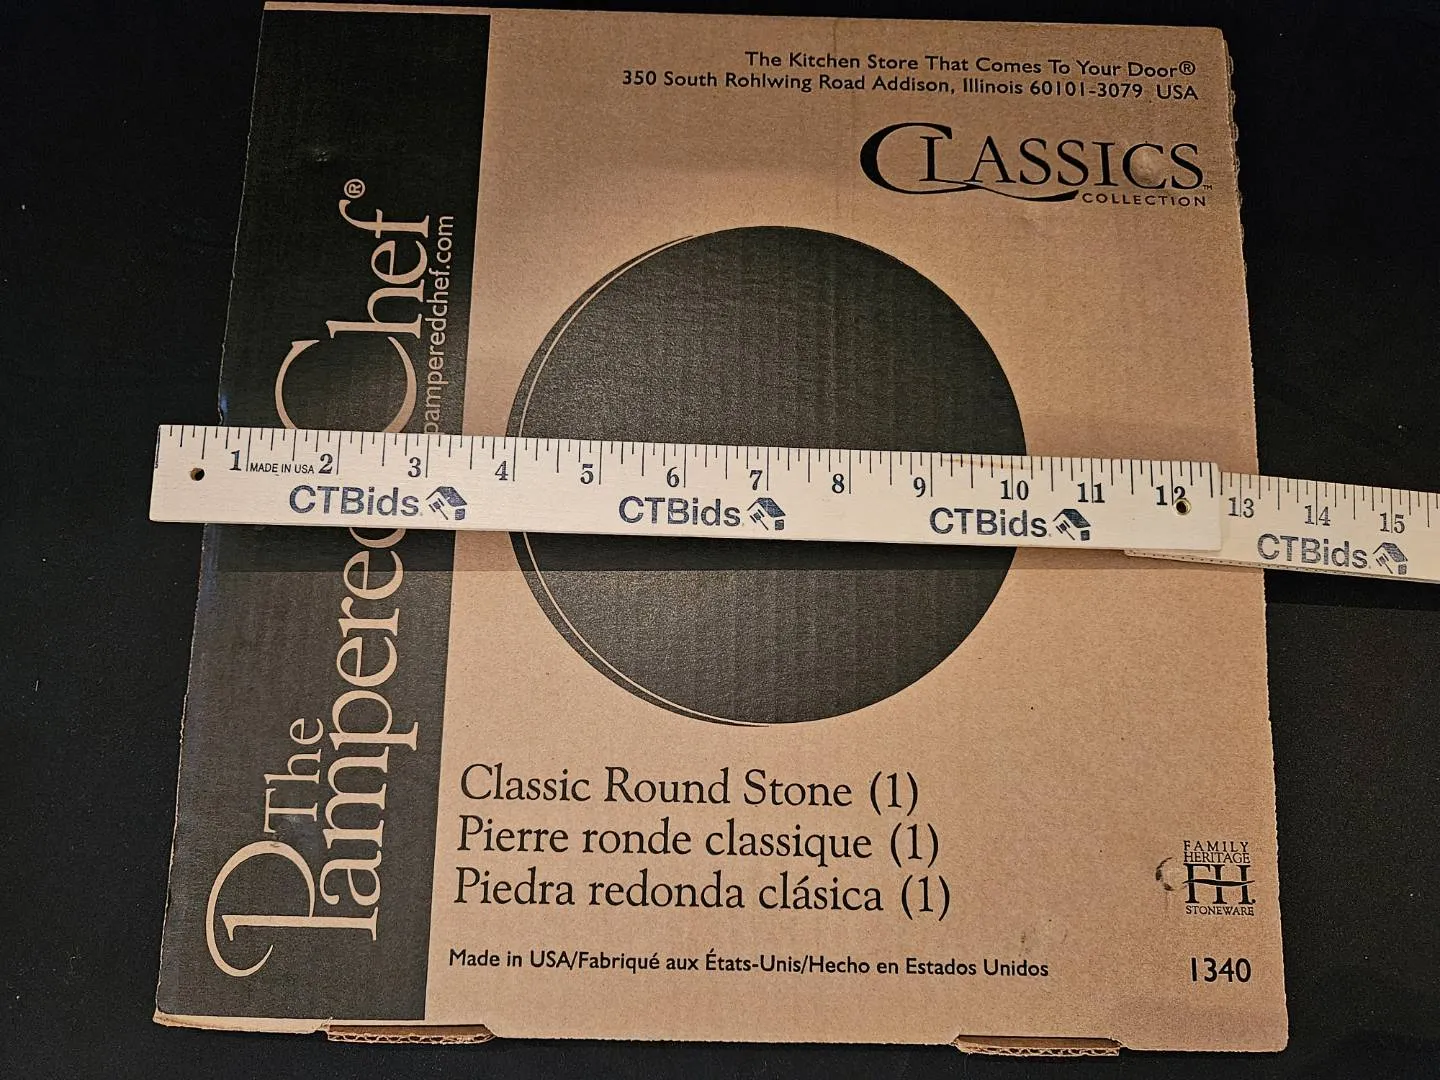 The Kitchen Store That Comes To Your Door®
350 South Rohlwing Road Addison, Illinois 60101-3079 USA
CLASSICS™
COLLECTION
The
Pampered Chef®
pamperedchef.com
1 MADE IN USA 2 3 4 5 6 7 8 9 10 11 12 13 14 15
CTBids. CTBids. CTBids. CTBids.
Classic Round Stone (1)
Pierre ronde classique (1)
Piedra redonda clásica (1)
FAMILY
HERITAGE
FH
STONEWARE
Made in USA/Fabriqué aux États-Unis/Hecho en Estados Unidos
1340